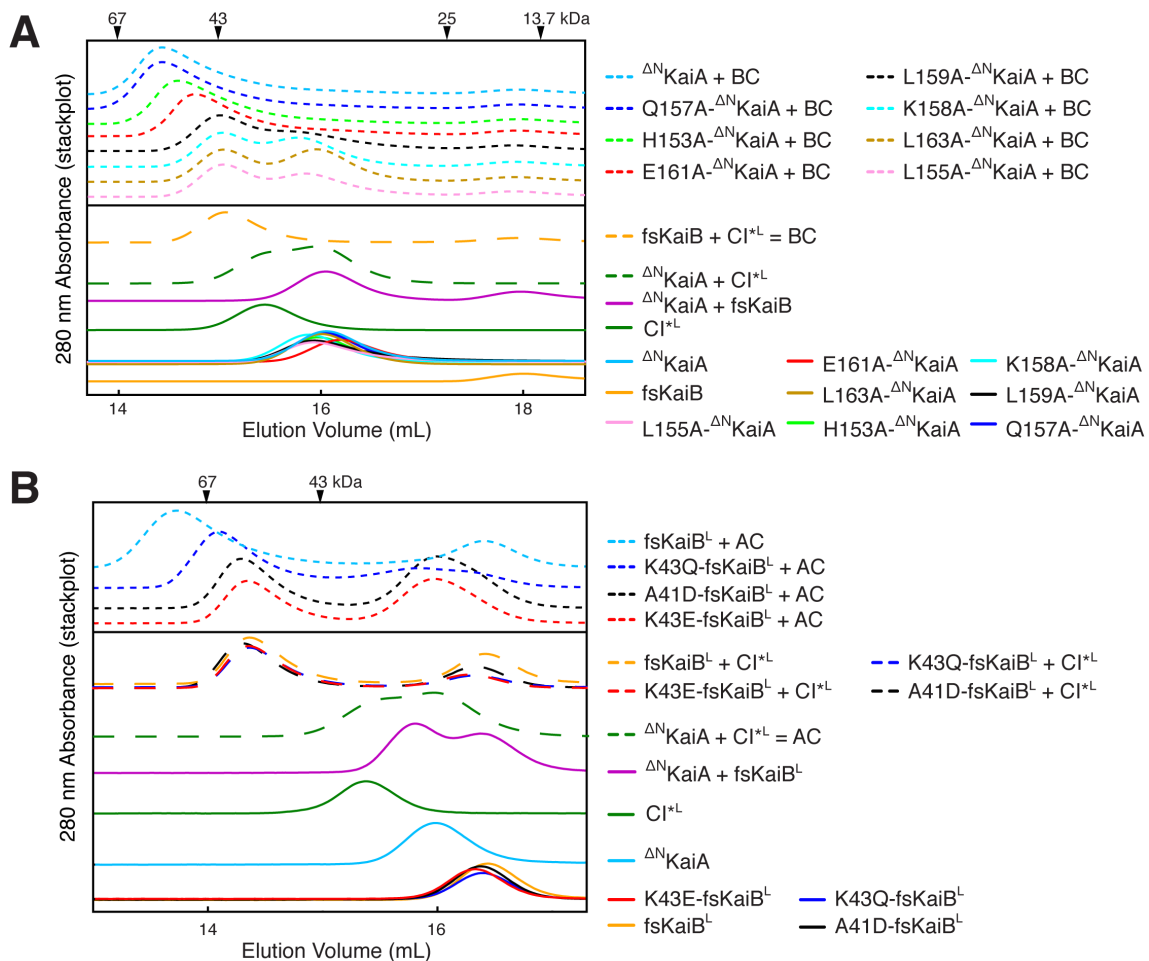 A
67 43 25 13.7 kDa
280 nm Absorbance (stackplot)
14 16 18
Elution Volume (mL)
ΔNKaiA + BC
Q157A-ΔNKaiA + BC
H153A-ΔNKaiA + BC
E161A-ΔNKaiA + BC
L159A-ΔNKaiA + BC
K158A-ΔNKaiA + BC
L163A-ΔNKaiA + BC
L155A-ΔNKaiA + BC
fsKaiB + CI*L = BC
ΔNKaiA + CI*L
ΔNKaiA + fsKaiB
CI*L
ΔNKaiA
fsKaiB
L155A-ΔNKaiA
E161A-ΔNKaiA
L163A-ΔNKaiA
H153A-ΔNKaiA
K158A-ΔNKaiA
L159A-ΔNKaiA
Q157A-ΔNKaiA
B
67 43 kDa
280 nm Absorbance (stackplot)
14 16
Elution Volume (mL)
fsKaiBL + AC
K43Q-fsKaiBL + AC
A41D-fsKaiBL + AC
K43E-fsKaiBL + AC
fsKaiBL + CI*L
K43E-fsKaiBL + CI*L
K43Q-fsKaiBL + CI*L
A41D-fsKaiBL + CI*L
ΔNKaiA + CI*L = AC
ΔNKaiA + fsKaiBL
CI*L
ΔNKaiA
K43E-fsKaiBL
fsKaiBL
K43Q-fsKaiBL
A41D-fsKaiBL